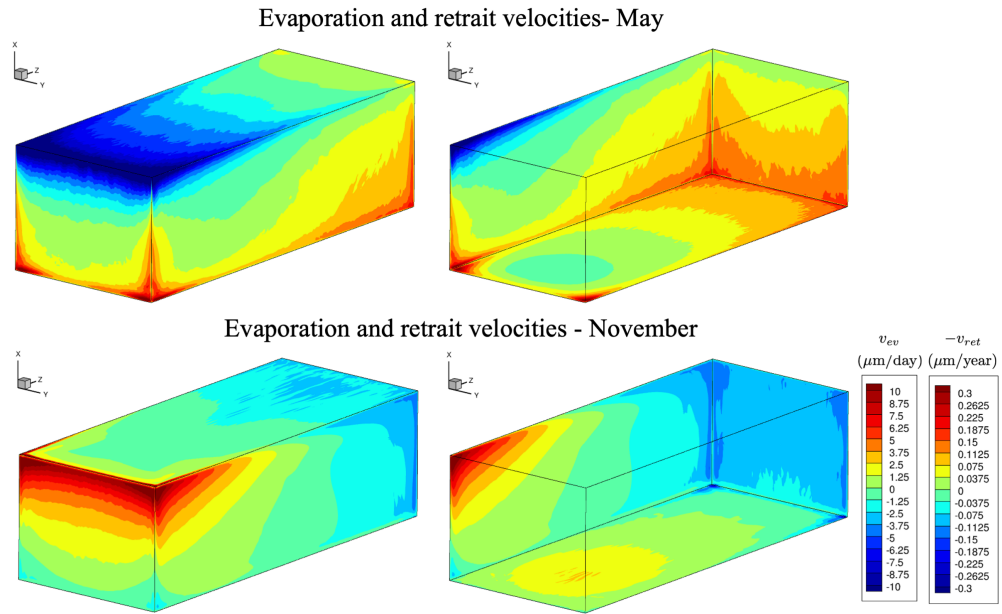 Evaporation and retrait velocities- May
X
Z
Y
X
Z
Y
Evaporation and retrait velocities - November
X
Z
Y
X
Z
Y
v_ev
(μm/day)
10
8.75
7.5
6.25
5
3.75
2.5
1.25
0
-1.25
-2.5
-3.75
-5
-6.25
-7.5
-8.75
-10
-v_ret
(μm/year)
0.3
0.2625
0.225
0.1875
0.15
0.1125
0.075
0.0375
0
-0.0375
-0.075
-0.1125
-0.15
-0.1875
-0.225
-0.2625
-0.3